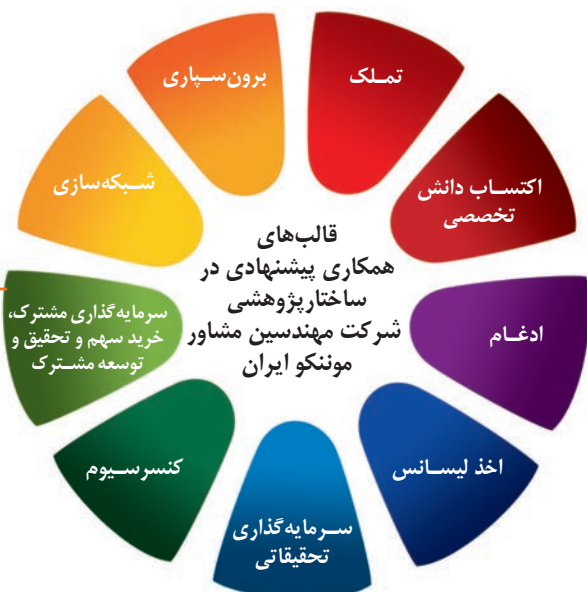 قالب‌های
همکاری پیشنهادی در
ساختارپژوهشی
شرکت مهندسین مشاور
موننکو ایران
تملک
اکتساب دانش
تخصصی
ادغام
اخذ لیسانس
سرمایه‌گذاری
تحقیقاتی
کنسرسیوم
سرمایه‌گذاری مشترک،
خرید سهم و تحقیق و
توسعه مشترک
شبکه‌سازی
برون‌سپاری